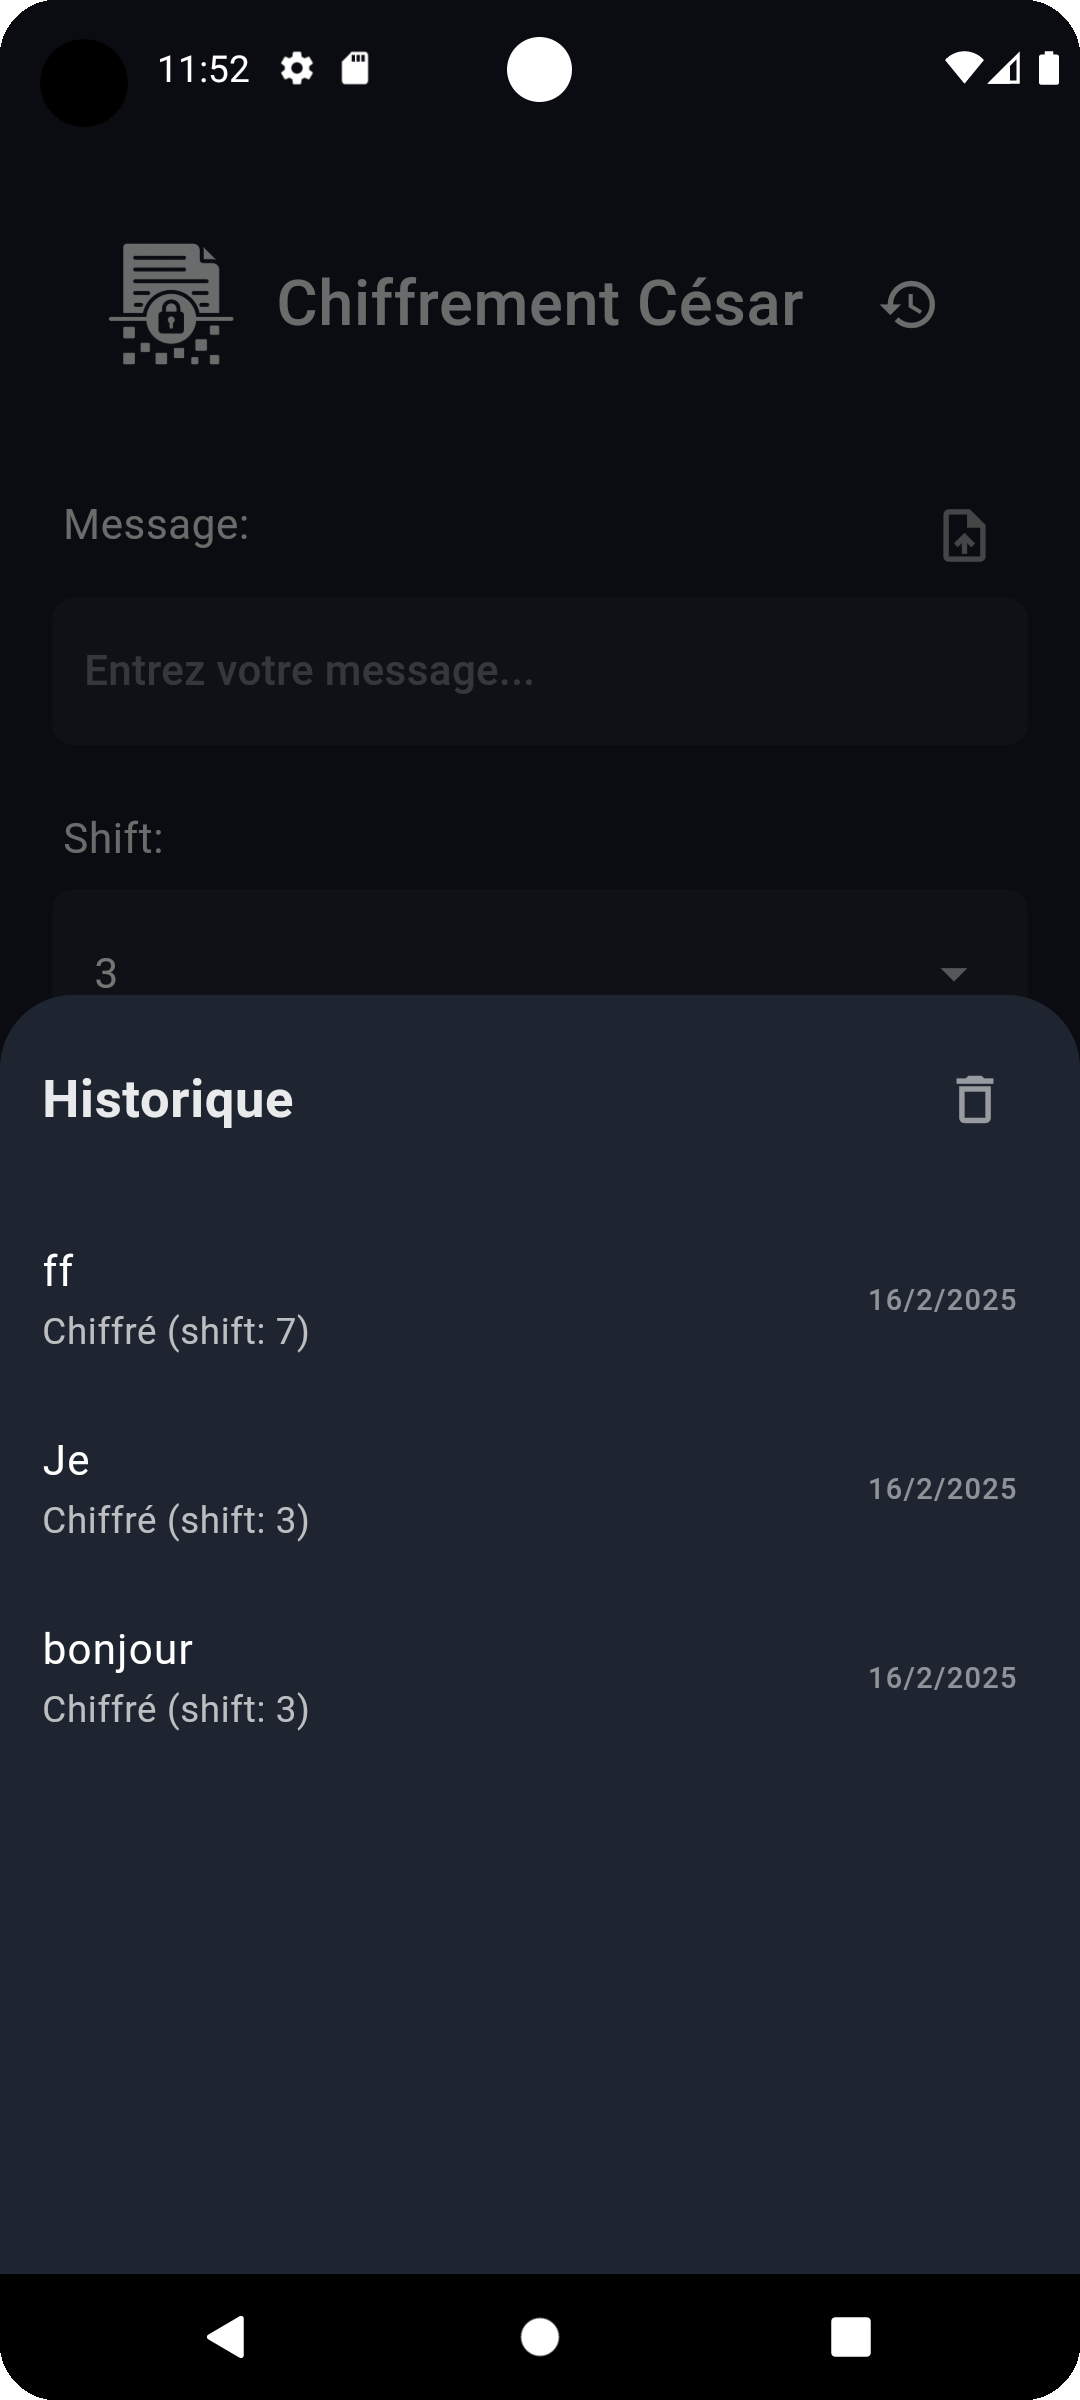 11:52
Chiffrement César
Message:
Entrez votre message...
Shift:
3
Historique
ff
Chiffré (shift: 7)
16/2/2025
Je
Chiffré (shift: 3)
16/2/2025
bonjour
Chiffré (shift: 3)
16/2/2025